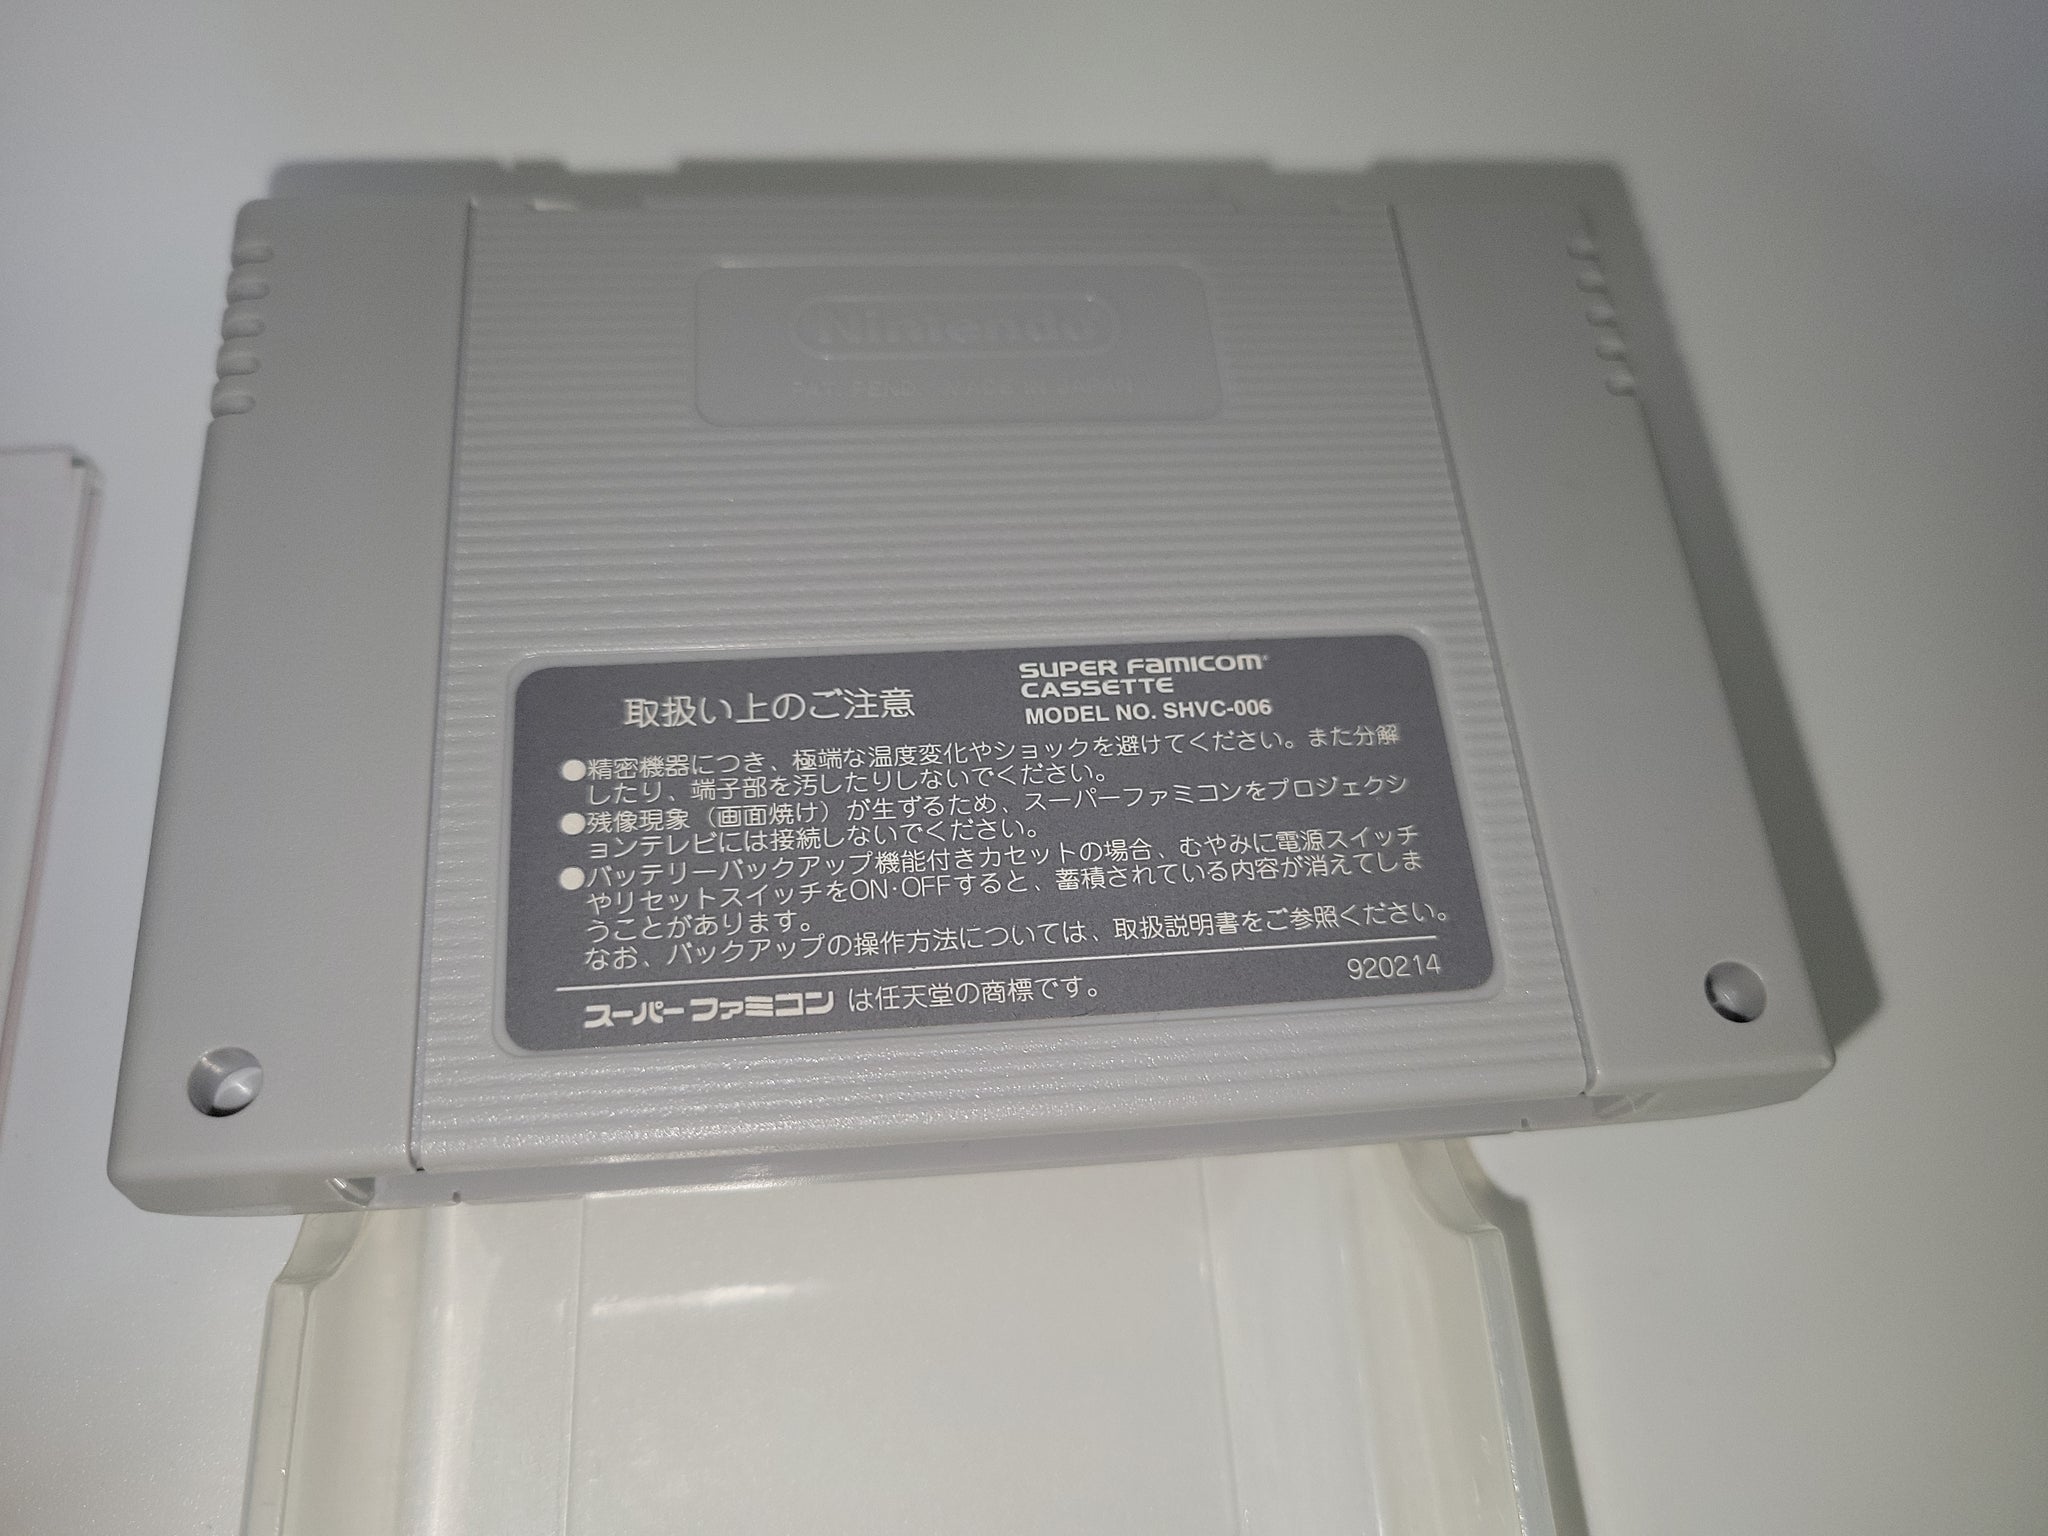 Nintendo
PAT. PEND. MADE IN JAPAN
取扱い上のご注意
SUPER FAMICOM
CASSETTE
MODEL NO. SHVC-006
●精密機器につき、極端な温度変化やショックを避けてください。また分解
したり、端子部を汚したりしないでください。
●残像現象（画面焼け）が生ずるため、スーパーファミコンをプロジェクシ
ョンテレビには接続しないでください。
●バッテリーバックアップ機能付きカセットの場合、むやみに電源スイッチ
やリセットスイッチをON·OFFすると、蓄積されている内容が消えてしま
うことがあります。
なお、バックアップの操作方法については、取扱説明書をご参照ください。
スーパーファミコン は任天堂の商標です。
920214